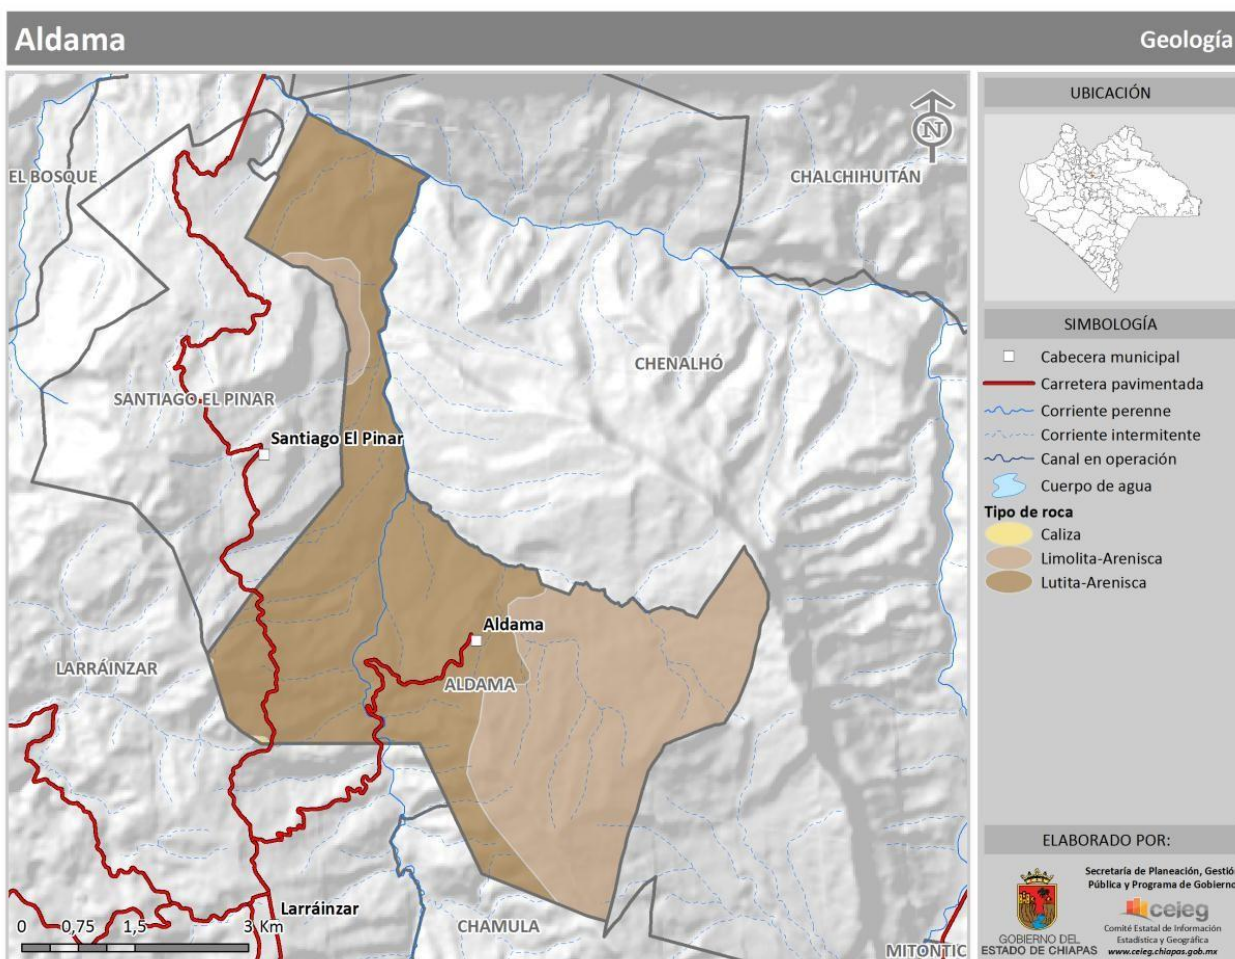 Aldama
Geología
UBICACIÓN
SIMBOLOGÍA
Cabecera municipal
Carretera pavimentada
Corriente perenne
Corriente intermitente
Canal en operación
Cuerpo de agua
Tipo de roca
Caliza
Limolita-Arenisca
Lutita-Arenisca
ELABORADO POR:
Secretaría de Planeación, Gestió
Pública y Programa de Gobierno
GOBIERNO DEL
ESTADO DE CHIAPAS
ceieg
Comité Estatal de Información
Estadística y Geográfica
www.ceieg.chiapas.gob.mx
N
EL BOSQUE
CHALCHIHUITÁN
CHENALHÓ
SANTIAGO EL PINAR
Santiago El Pinar
Aldama
LARRÁINZAR
ALDAMA
Larráinzar
CHAMULA
MITONTIC
0 0,75 1,5 3 Km